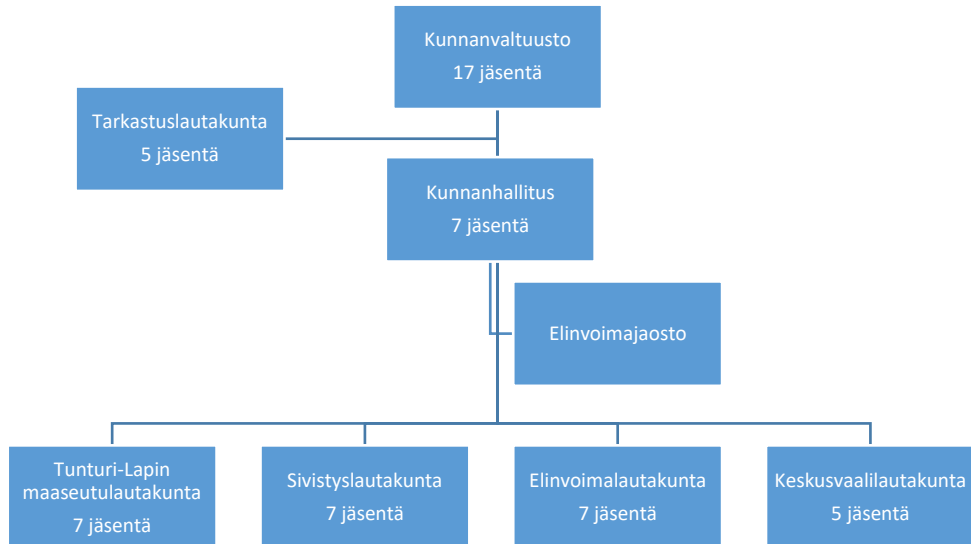 Kunnanvaltuusto
17 jäsentä
Tarkastuslautakunta
5 jäsentä
Kunnanhallitus
7 jäsentä
Elinvoimajaosto
Tunturi-Lapin
maaseutulautakunta
7 jäsentä
Sivistyslautakunta
7 jäsentä
Elinvoimalautakunta
7 jäsentä
Keskusvaalilautakunta
5 jäsentä